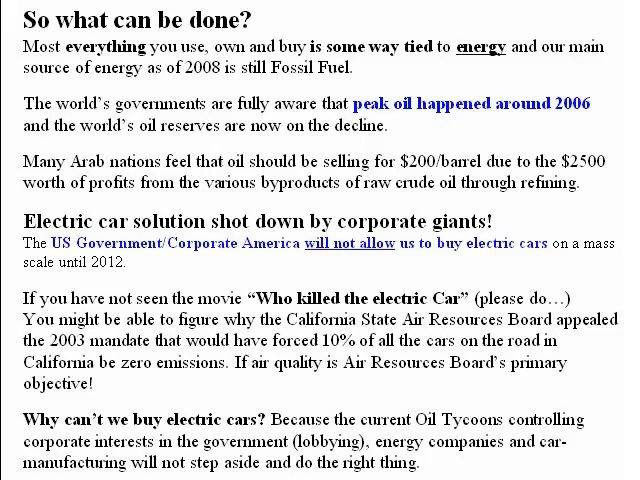 So what can be done?
Most everything you use, own and buy is some way tied to energy and our main
source of energy as of 2008 is still Fossil Fuel.
The world's governments are fully aware that peak oil happened around 2006
and the world's oil reserves are now on the decline.
Many Arab nations feel that oil should be selling for $200/barrel due to the $2500
worth of profits from the various byproducts of raw crude oil through refining.
Electric car solution shot down by corporate giants!
The US Government/Corporate America will not allow us to buy electric cars on a mass
scale until 2012.
If you have not seen the movie “Who killed the electric Car” (please do…)
You might be able to figure why the California State Air Resources Board appealed
the 2003 mandate that would have forced 10% of all the cars on the road in
California be zero emissions. If air quality is Air Resources Board's primary
objective!
Why can't we buy electric cars? Because the current Oil Tycoons controlling
corporate interests in the government (lobbying), energy companies and car-
manufacturing will not step aside and do the right thing.